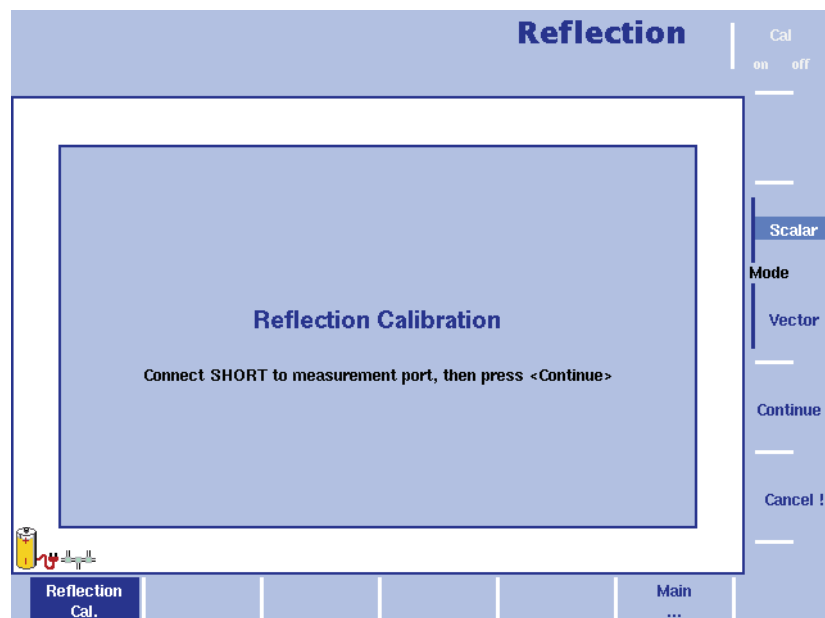 Reflection
Cal
on off
Scalar
Mode
Vector
Continue
Cancel !
Reflection Calibration
Connect SHORT to measurement port, then press <Continue>
Reflection
Cal.
Main
...